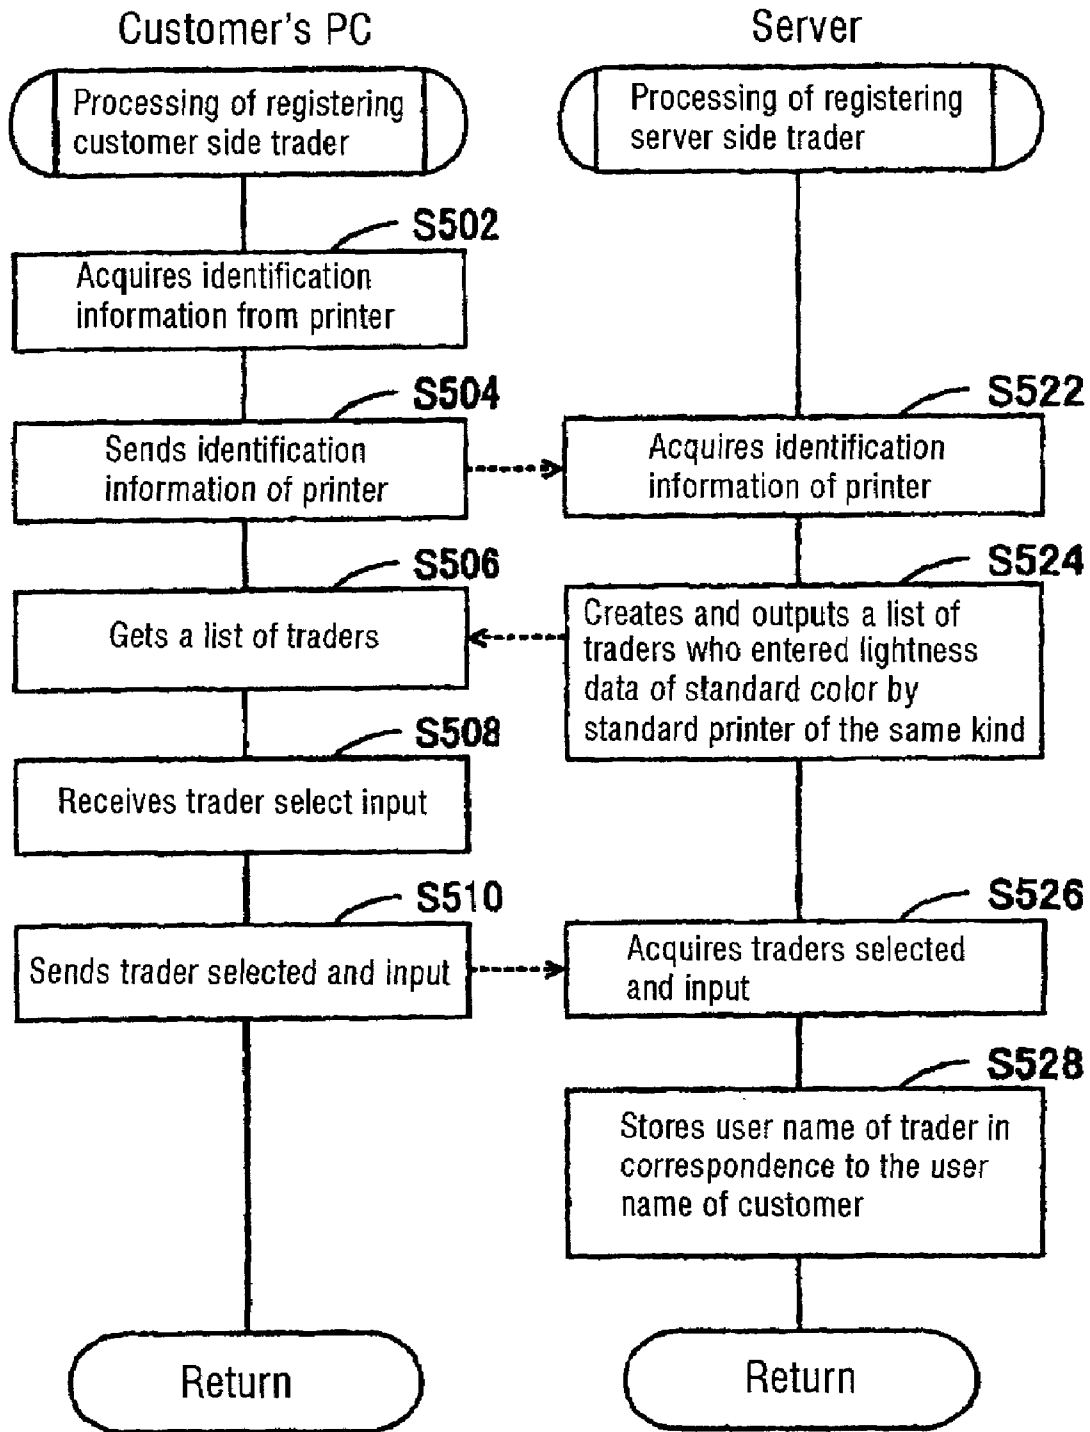 Customer's PC
Server
Processing of registering
customer side trader
Processing of registering
server side trader
S502
Acquires identification
information from printer
S504
Sends identification
information of printer
S522
Acquires identification
information of printer
S506
Gets a list of traders
S524
Creates and outputs a list of
traders who entered lightness
data of standard color by
standard printer of the same kind
S508
Receives trader select input
S510
Sends trader selected and input
S526
Acquires traders selected
and input
S528
Stores user name of trader in
correspondence to the user
name of customer
Return
Return